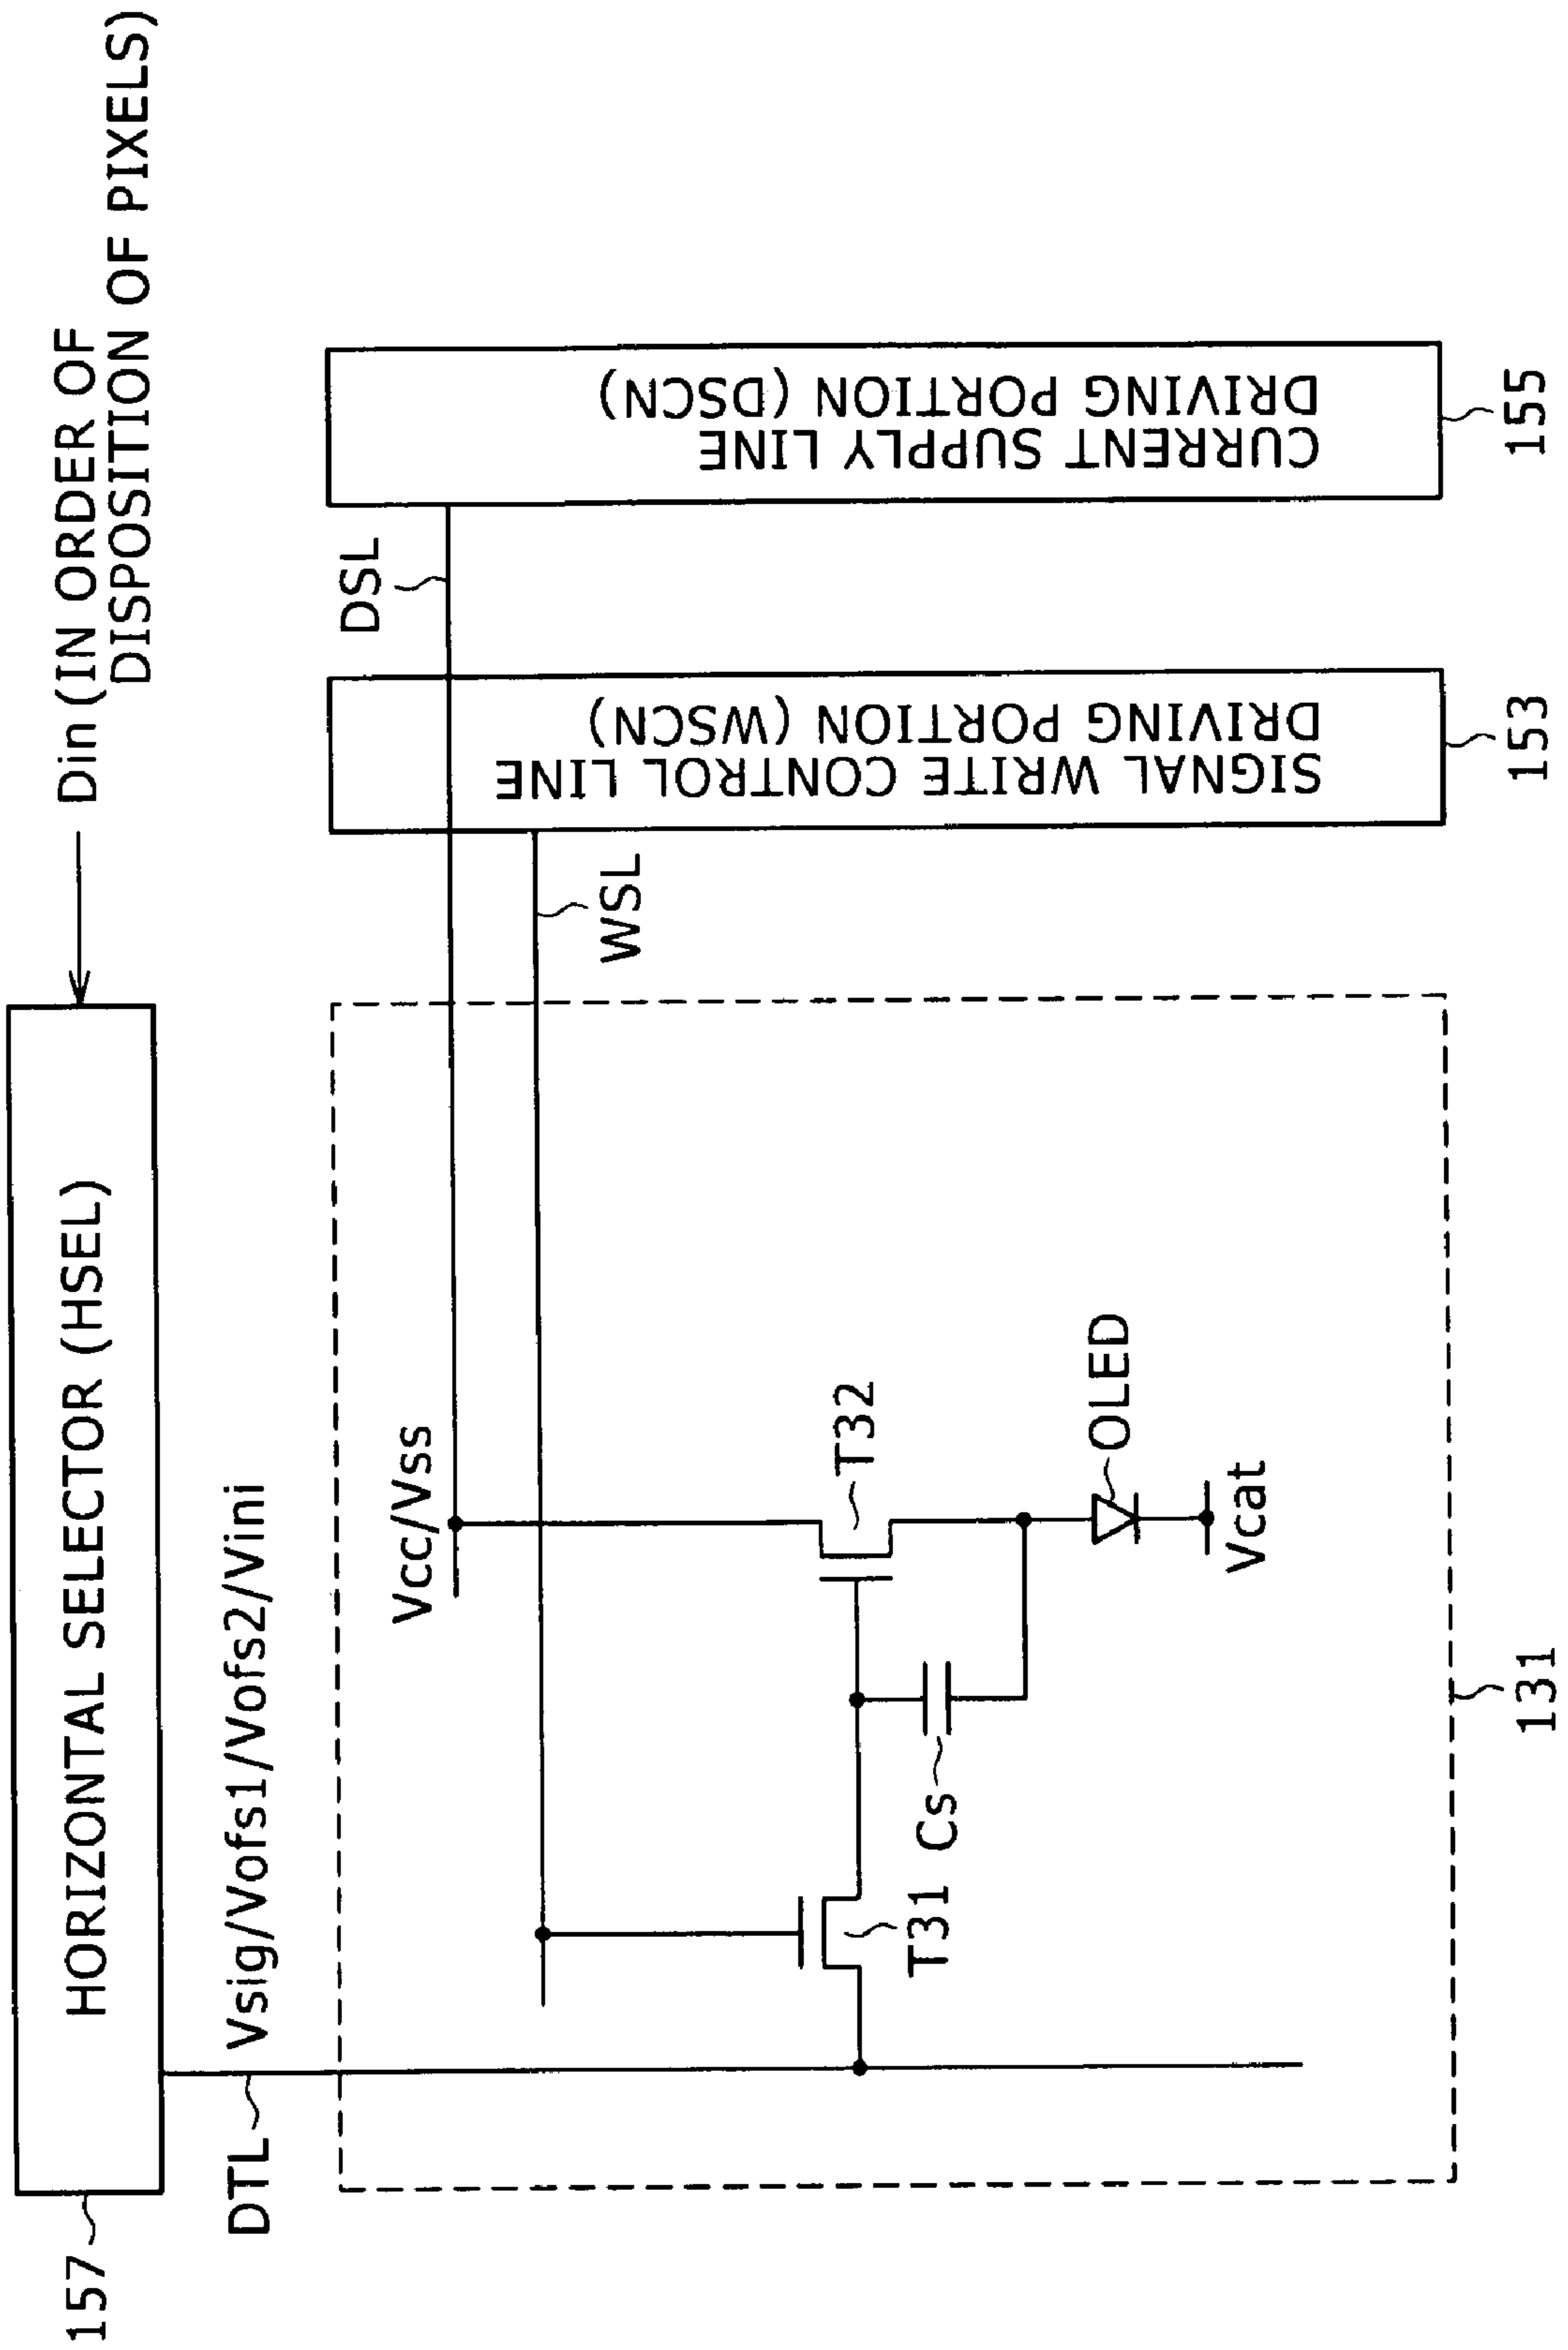 157
HORIZONTAL SELECTOR (HSEL)
Din (IN ORDER OF
DISPOSITION OF PIXELS)
DTL
Vsig/Vofs1/Vofs2/Vini
Vcc/Vss
DSL
WSL
T31
Cs
T32
OLED
Vcat
131
SIGNAL WRITE CONTROL LINE
DRIVING PORTION (WSCN)
153
CURRENT SUPPLY LINE
DRIVING PORTION (DSCN)
155